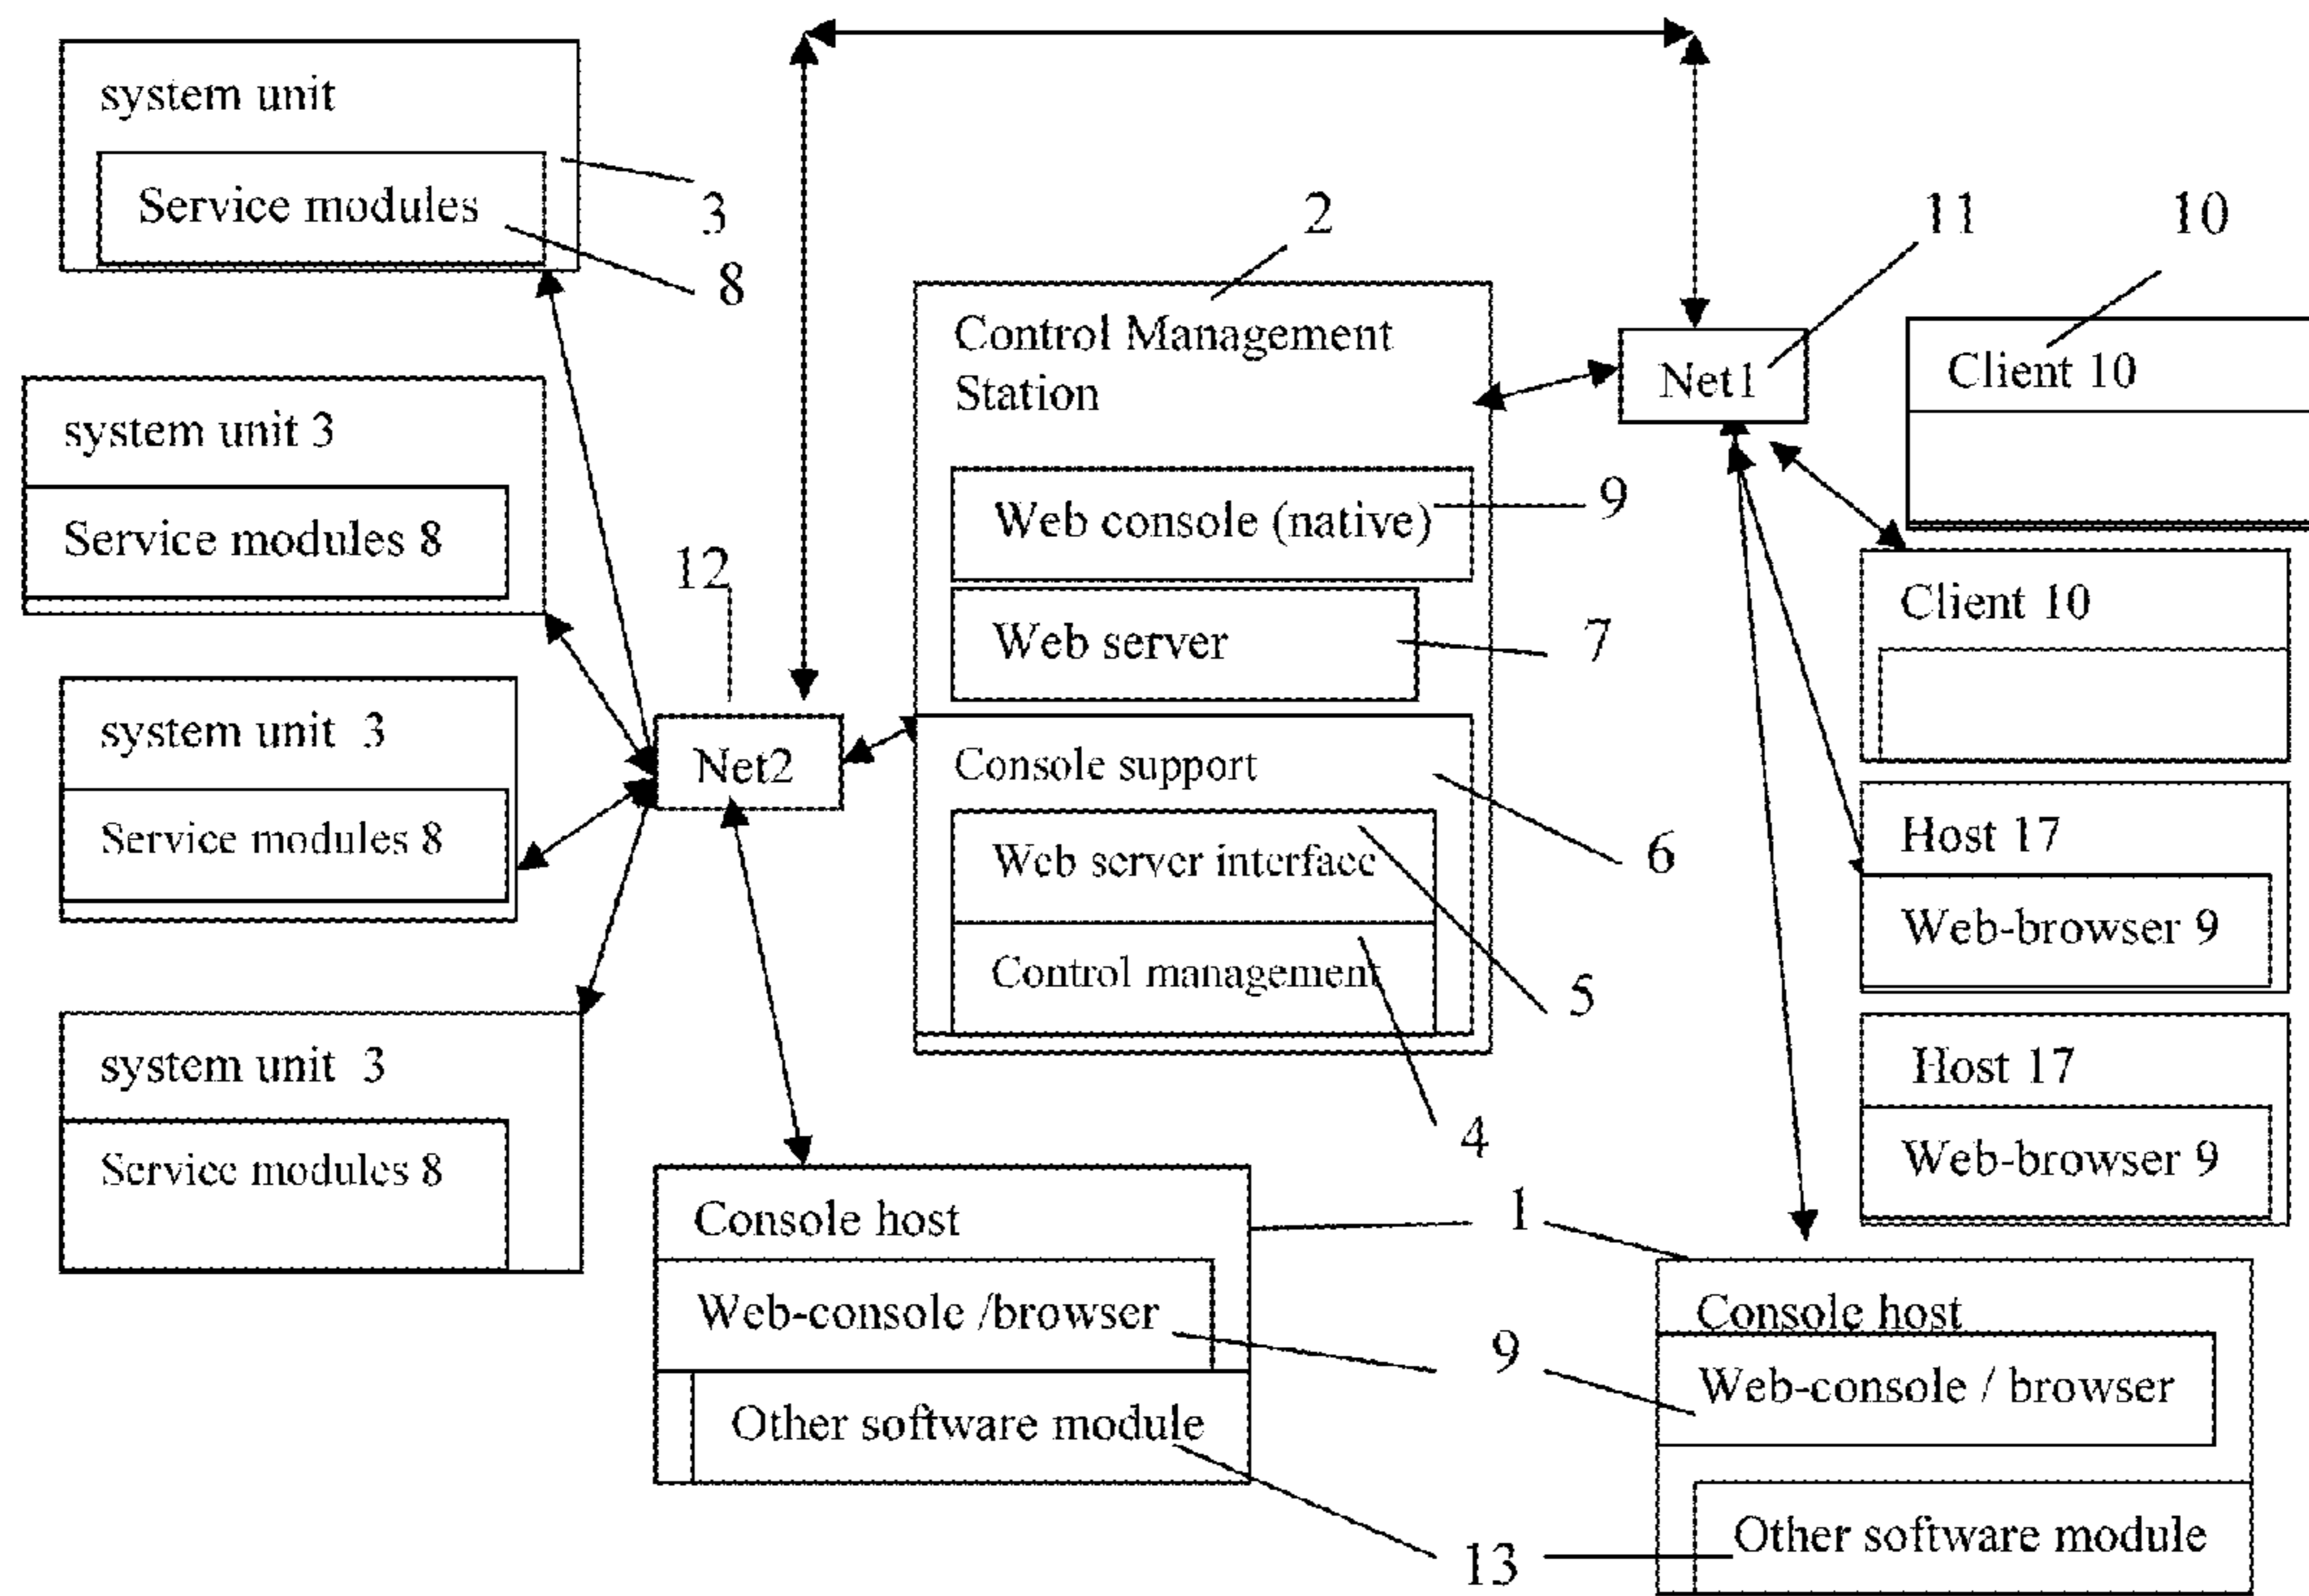 system unit
Service modules
3
8
system unit 3
Service modules 8
system unit 3
Service modules 8
system unit 3
Service modules 8
12
Net2
2
Control Management
Station
Web console (native)
9
Web server
7
Console support
6
Web server interface
5
Control management
4
11
Net1
10
Client 10
Client 10
Host 17
Web-browser 9
Host 17
Web-browser 9
Console host
1
Web-console /browser
9
Other software module
13
Console host
Web-console / browser
Other software module